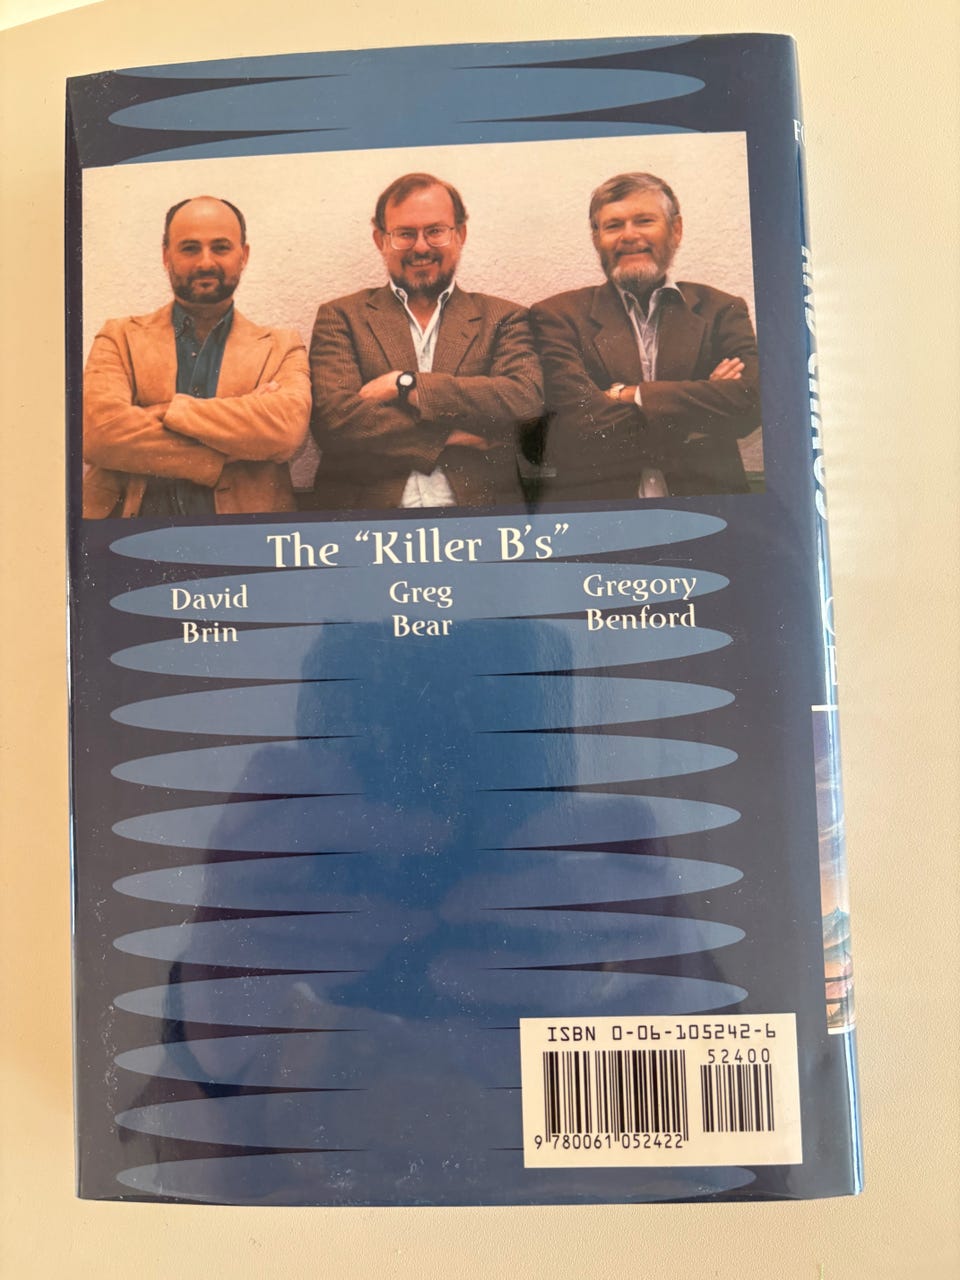 The “Killer B’s”
David
Brin
Greg
Bear
Gregory
Benford
ISBN 0-06-105242-6
52400
9 780061 052422